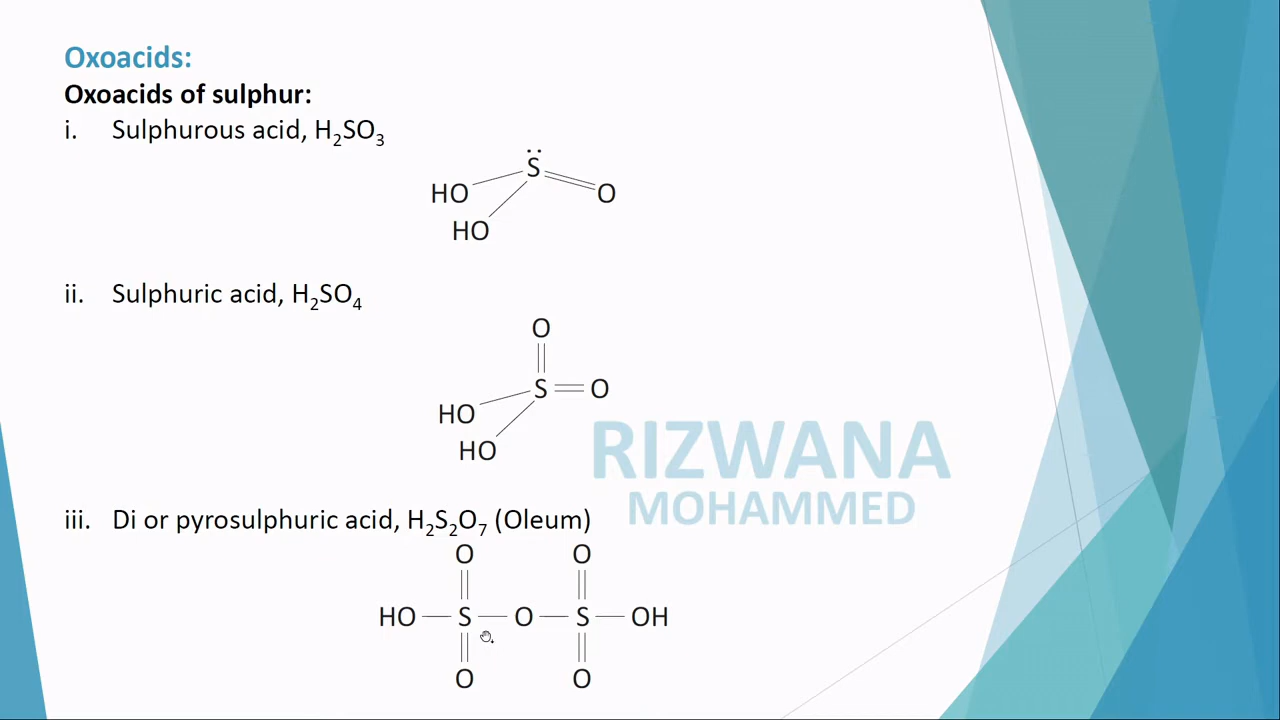 Oxoacids:
Oxoacids of sulphur:
i. Sulphurous acid, H₂SO₃
S
HO O
HO
ii. Sulphuric acid, H₂SO₄
O
S O
HO
HO
RIZWANA
MOHAMMED
iii. Di or pyrosulphuric acid, H₂S₂O₇ (Oleum)
O O
HO S O S OH
O O